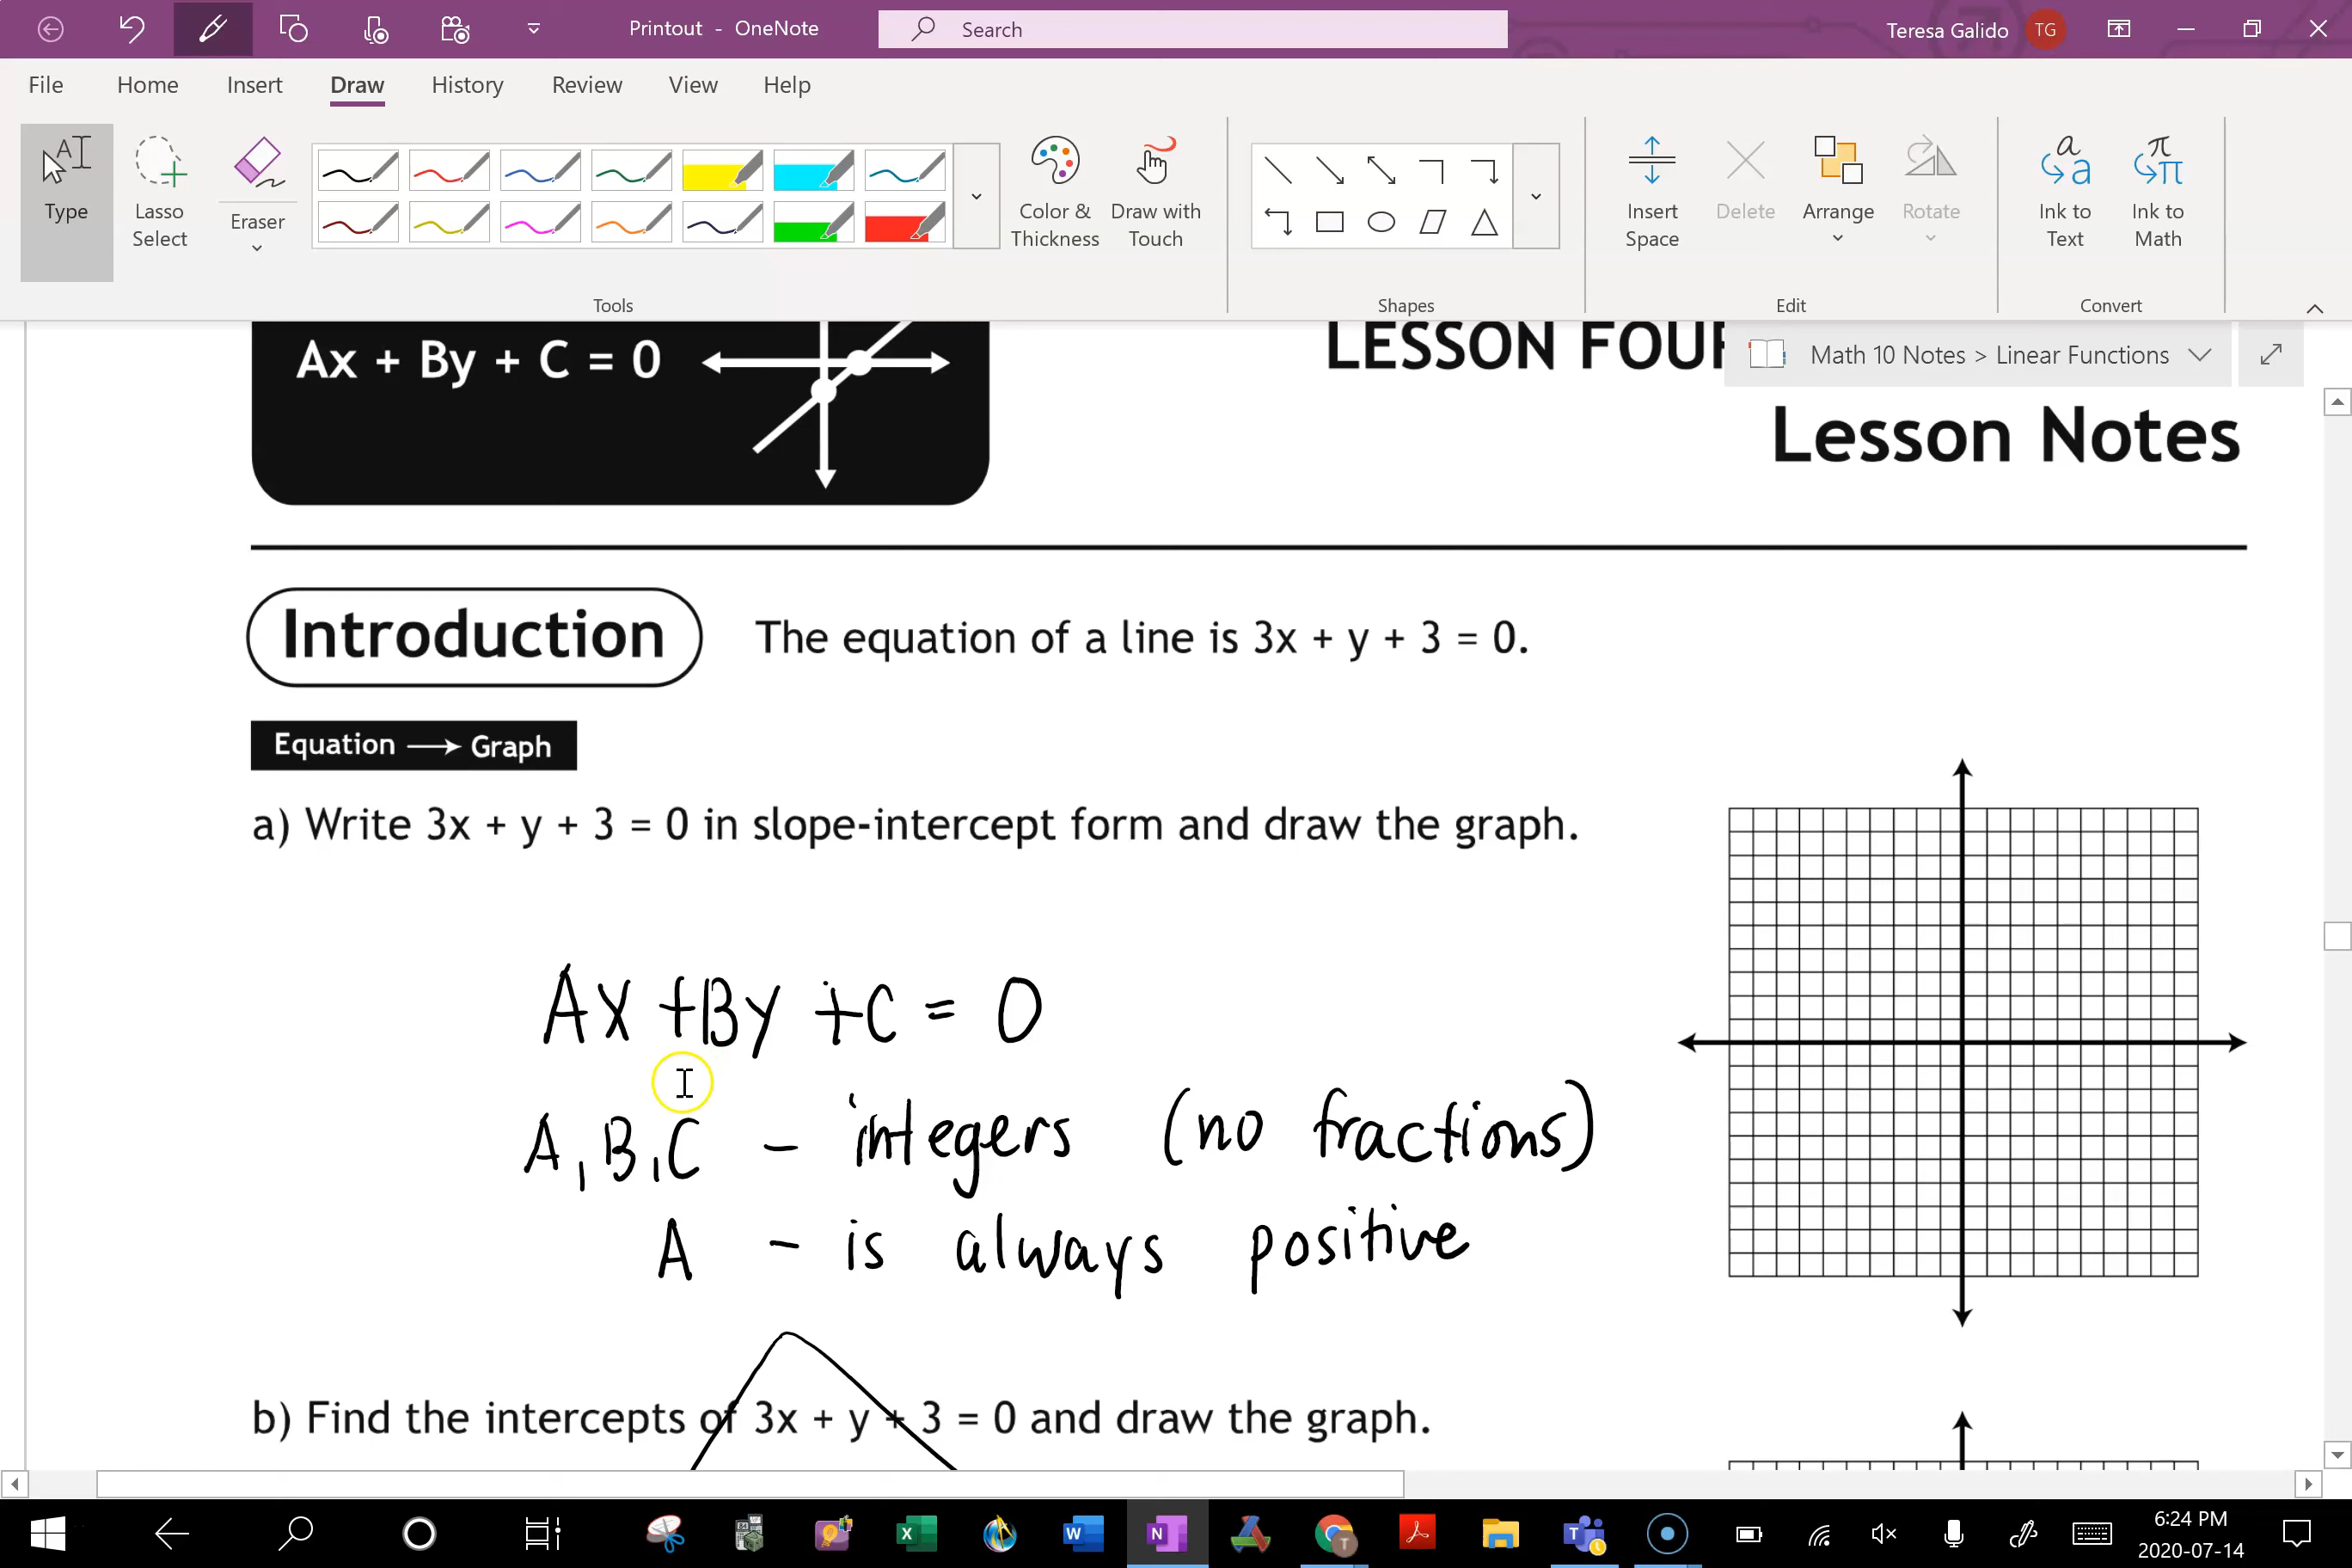 Printout - OneNote
Search
Teresa Galido TG
File Home Insert Draw History Review View Help
Type
Lasso Select
Eraser
Color & Thickness
Draw with Touch
Insert Space
Delete
Arrange
Rotate
Ink to Text
Ink to Math
Tools
Shapes
Edit
Convert
Ax + By + C = 0
LESSON FOUR
Math 10 Notes > Linear Functions
Lesson Notes
Introduction
The equation of a line is 3x + y + 3 = 0.
Equation → Graph
a) Write 3x + y + 3 = 0 in slope-intercept form and draw the graph.
Ax + By + C = 0
A, B, C - integers (no fractions)
A - is always positive
b) Find the intercepts of 3x + y + 3 = 0 and draw the graph.
6:24 PM
2020-07-14